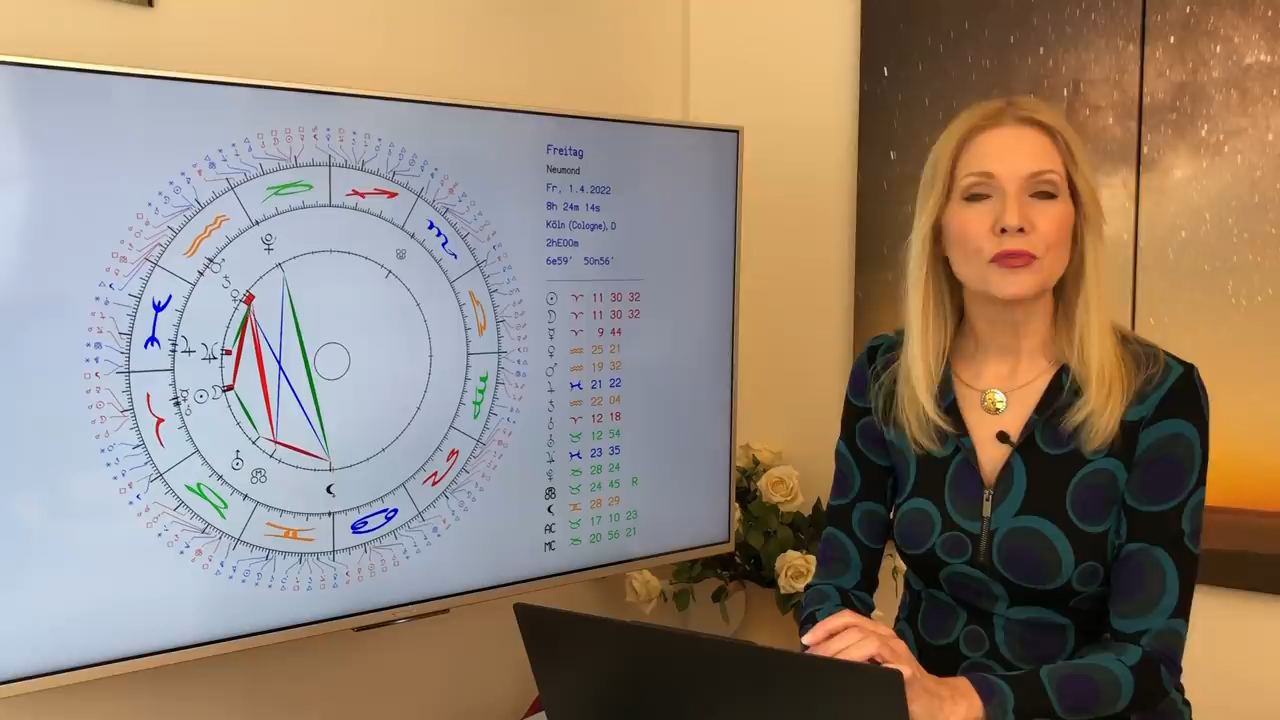 Freitag
Neumond
Fr, 1.4.2022
8h 24m 14s
Köln (Cologne), D
2hE00m
6e59' 50n56'
☉ ♈ 11 30 32
☽ ♈ 11 30 32
☿ ♈ 9 44
♀ ♒ 25 21
♂ ♒ 19 32
♃ ♓ 21 22
♄ ♒ 22 04
⚷ ♈ 12 18
♅ ♉ 12 54
♆ ♓ 23 35
♇ ♑ 28 24
☊ ♉ 24 45 R
⚸ ♊ 28 29
AC ♉ 17 10 23
MC ♑ 20 56 21